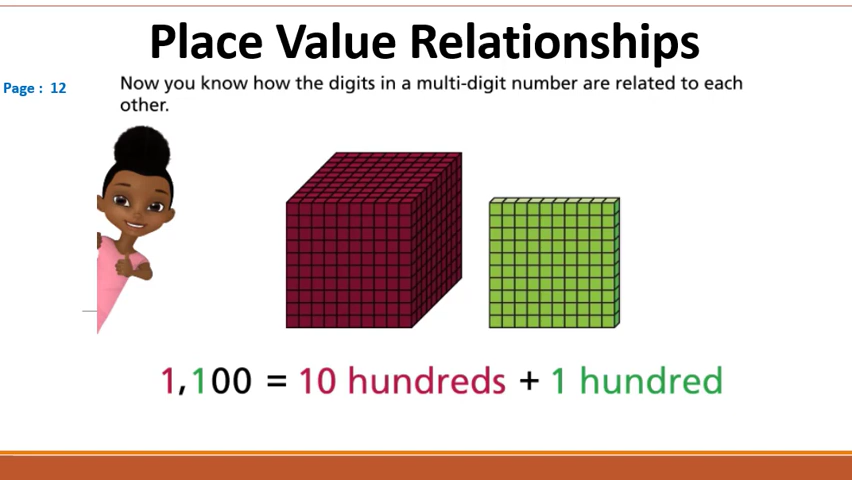 Place Value Relationships
Page : 12
Now you know how the digits in a multi-digit number are related to each
other.
1,100 = 10 hundreds + 1 hundred